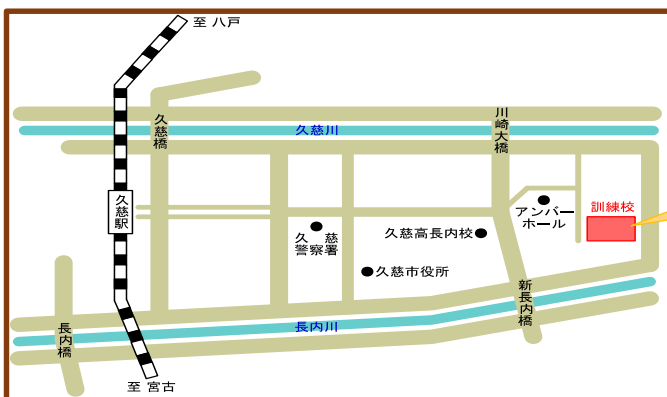 至 八戸
久慈橋
久慈川
川崎大橋
久慈駅
訓練校
アンバー
ホール
久慈
警察署
久慈高長内校
久慈市役所
新長内橋
長内橋
長内川
至 宮古